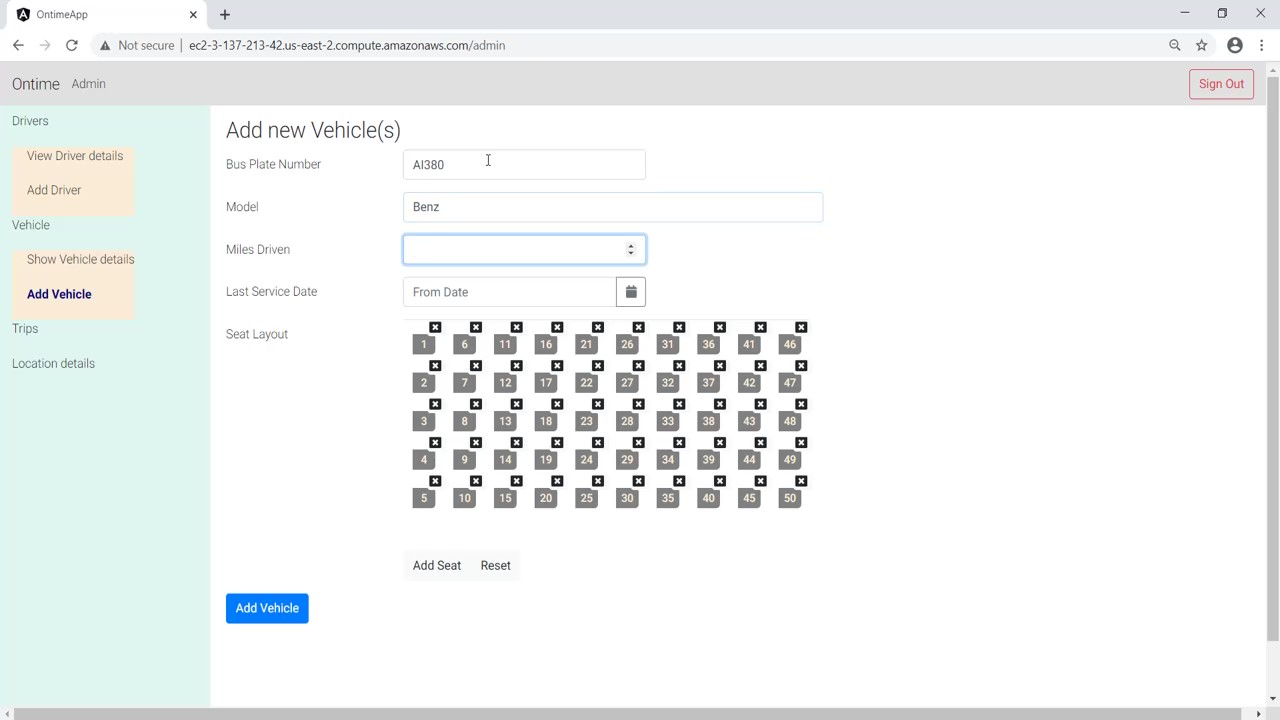 OntimeApp
Not secure
ec2-3-137-213-42.us-east-2.compute.amazonaws.com/admin
Ontime Admin
Sign Out
Drivers
View Driver details
Add Driver
Vehicle
Show Vehicle details
Add Vehicle
Trips
Location details
Add new Vehicle(s)
Bus Plate Number
AI380
Model
Benz
Miles Driven
Last Service Date
From Date
Seat Layout
1 6 11 16 21 26 31 36 41 46
2 7 12 17 22 27 32 37 42 47
3 8 13 18 23 28 33 38 43 48
4 9 14 19 24 29 34 39 44 49
5 10 15 20 25 30 35 40 45 50
Add Seat Reset
Add Vehicle